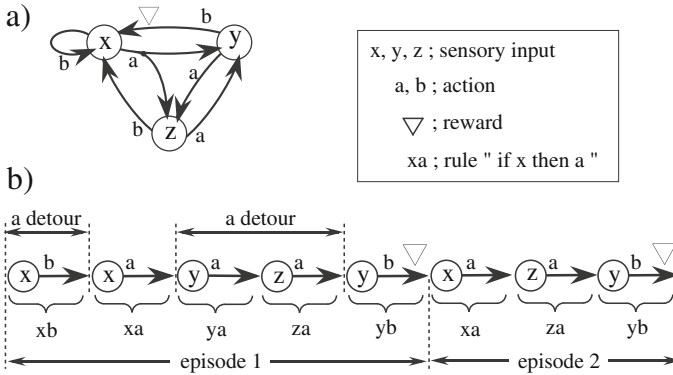 a)
x
b
a
b
y
a
b
z
a
x, y, z ; sensory input
a, b ; action
▽ ; reward
xa ; rule " if x then a "
b)
a detour
a detour
x b x a y a z a y b x a z a y b
xb xa ya za yb xa za yb
episode 1
episode 2